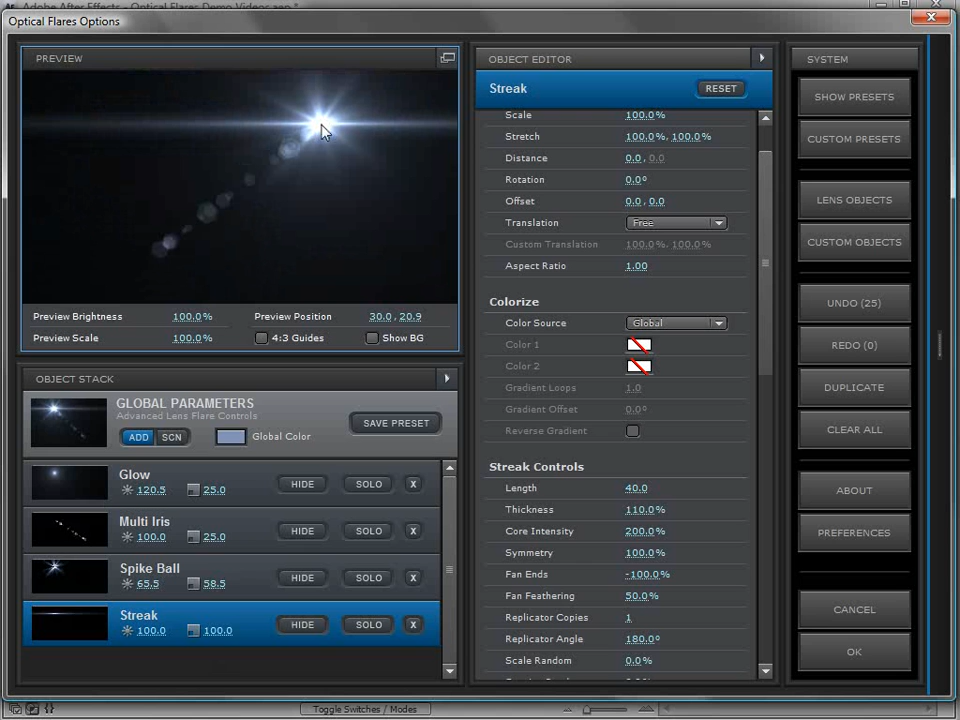 Adobe After Effects - Optical Flares Demo Videos.aep *
Optical Flares Options
PREVIEW
Preview Brightness 100.0% Preview Position 30.0 , 20.9
Preview Scale 100.0% 4:3 Guides Show BG
OBJECT STACK
GLOBAL PARAMETERS
Advanced Lens Flare Controls
ADD SCN Global Color SAVE PRESET
Glow
120.5 25.0 HIDE SOLO X
Multi Iris
100.0 25.0 HIDE SOLO X
Spike Ball
65.5 58.5 HIDE SOLO X
Streak
100.0 100.0 HIDE SOLO X
OBJECT EDITOR
Streak RESET
Scale 100.0%
Stretch 100.0%, 100.0%
Distance 0.0 , 0.0
Rotation 0.0º
Offset 0.0 , 0.0
Translation Free
Custom Translation 100.0%, 100.0%
Aspect Ratio 1.00
Colorize
Color Source Global
Color 1
Color 2
Gradient Loops 1.0
Gradient Offset 0.0º
Reverse Gradient
Streak Controls
Length 40.0
Thickness 110.0%
Core Intensity 200.0%
Symmetry 100.0%
Fan Ends -100.0%
Fan Feathering 50.0%
Replicator Copies 1
Replicator Angle 180.0º
Scale Random 0.0%
SYSTEM
SHOW PRESETS
CUSTOM PRESETS
LENS OBJECTS
CUSTOM OBJECTS
UNDO (25)
REDO (0)
DUPLICATE
CLEAR ALL
ABOUT
PREFERENCES
CANCEL
OK
Toggle Switches / Modes